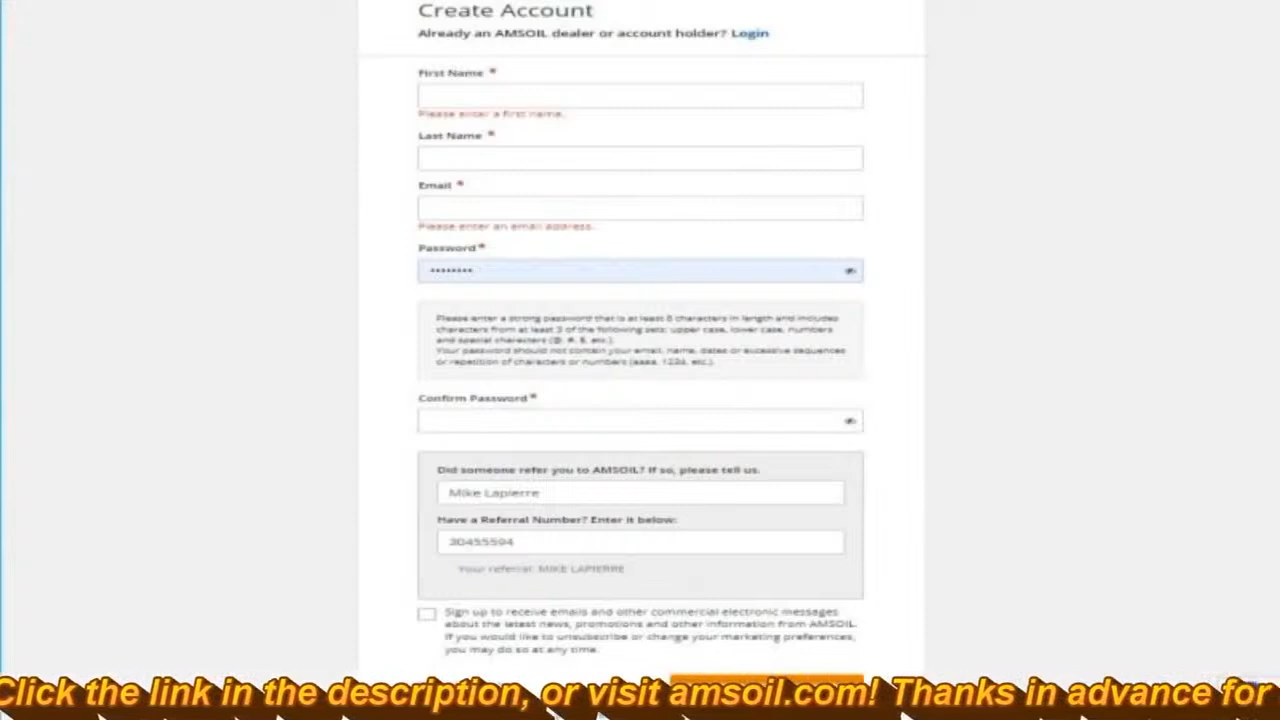 Create Account
Already an AMSOIL dealer or account holder? Login
First Name *
Please enter a first name.
Last Name *
Email *
Please enter an email address.
Password *
••••••••
Please enter a strong password that is at least 8 characters in length and includes
characters from at least 3 of the following sets: upper case, lower case, numbers
and special characters (@, #, $, etc.).
Your password should not contain your email, name, dates or excessive sequences
or repetition of characters or numbers (aaaa, 1234, etc.).
Confirm Password *
Did someone refer you to AMSOIL? If so, please tell us.
Mike Lapierre
Have a Referral Number? Enter it below:
30455594
Your referral: MIKE LAPIERRE
Sign up to receive emails and other commercial electronic messages
about the latest news, promotions and other information from AMSOIL.
If you would like to unsubscribe or change your marketing preferences,
you may do so at any time.
Click the link in the description, or visit amsoil.com! Thanks in advance for